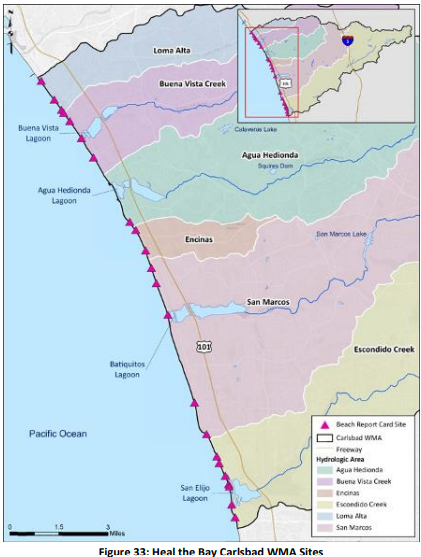 Loma Alta
Buena Vista Creek
Buena Vista
Lagoon
Calaveras Lake
Agua Hedionda
Squires Dam
Agua Hedionda
Lagoon
Encinas
San Marcos Lake
San Marcos
101
Escondido Creek
Batiquitos
Lagoon
Pacific Ocean
San Elijo
Lagoon
Beach Report Card Site
Carlsbad WMA
Freeway
Hydrologic Area
Agua Hedionda
Buena Vista Creek
Encinas
Escondido Creek
Loma Alta
San Marcos
0 1.5 3
Miles
Figure 33: Heal the Bay Carlsbad WMA Sites